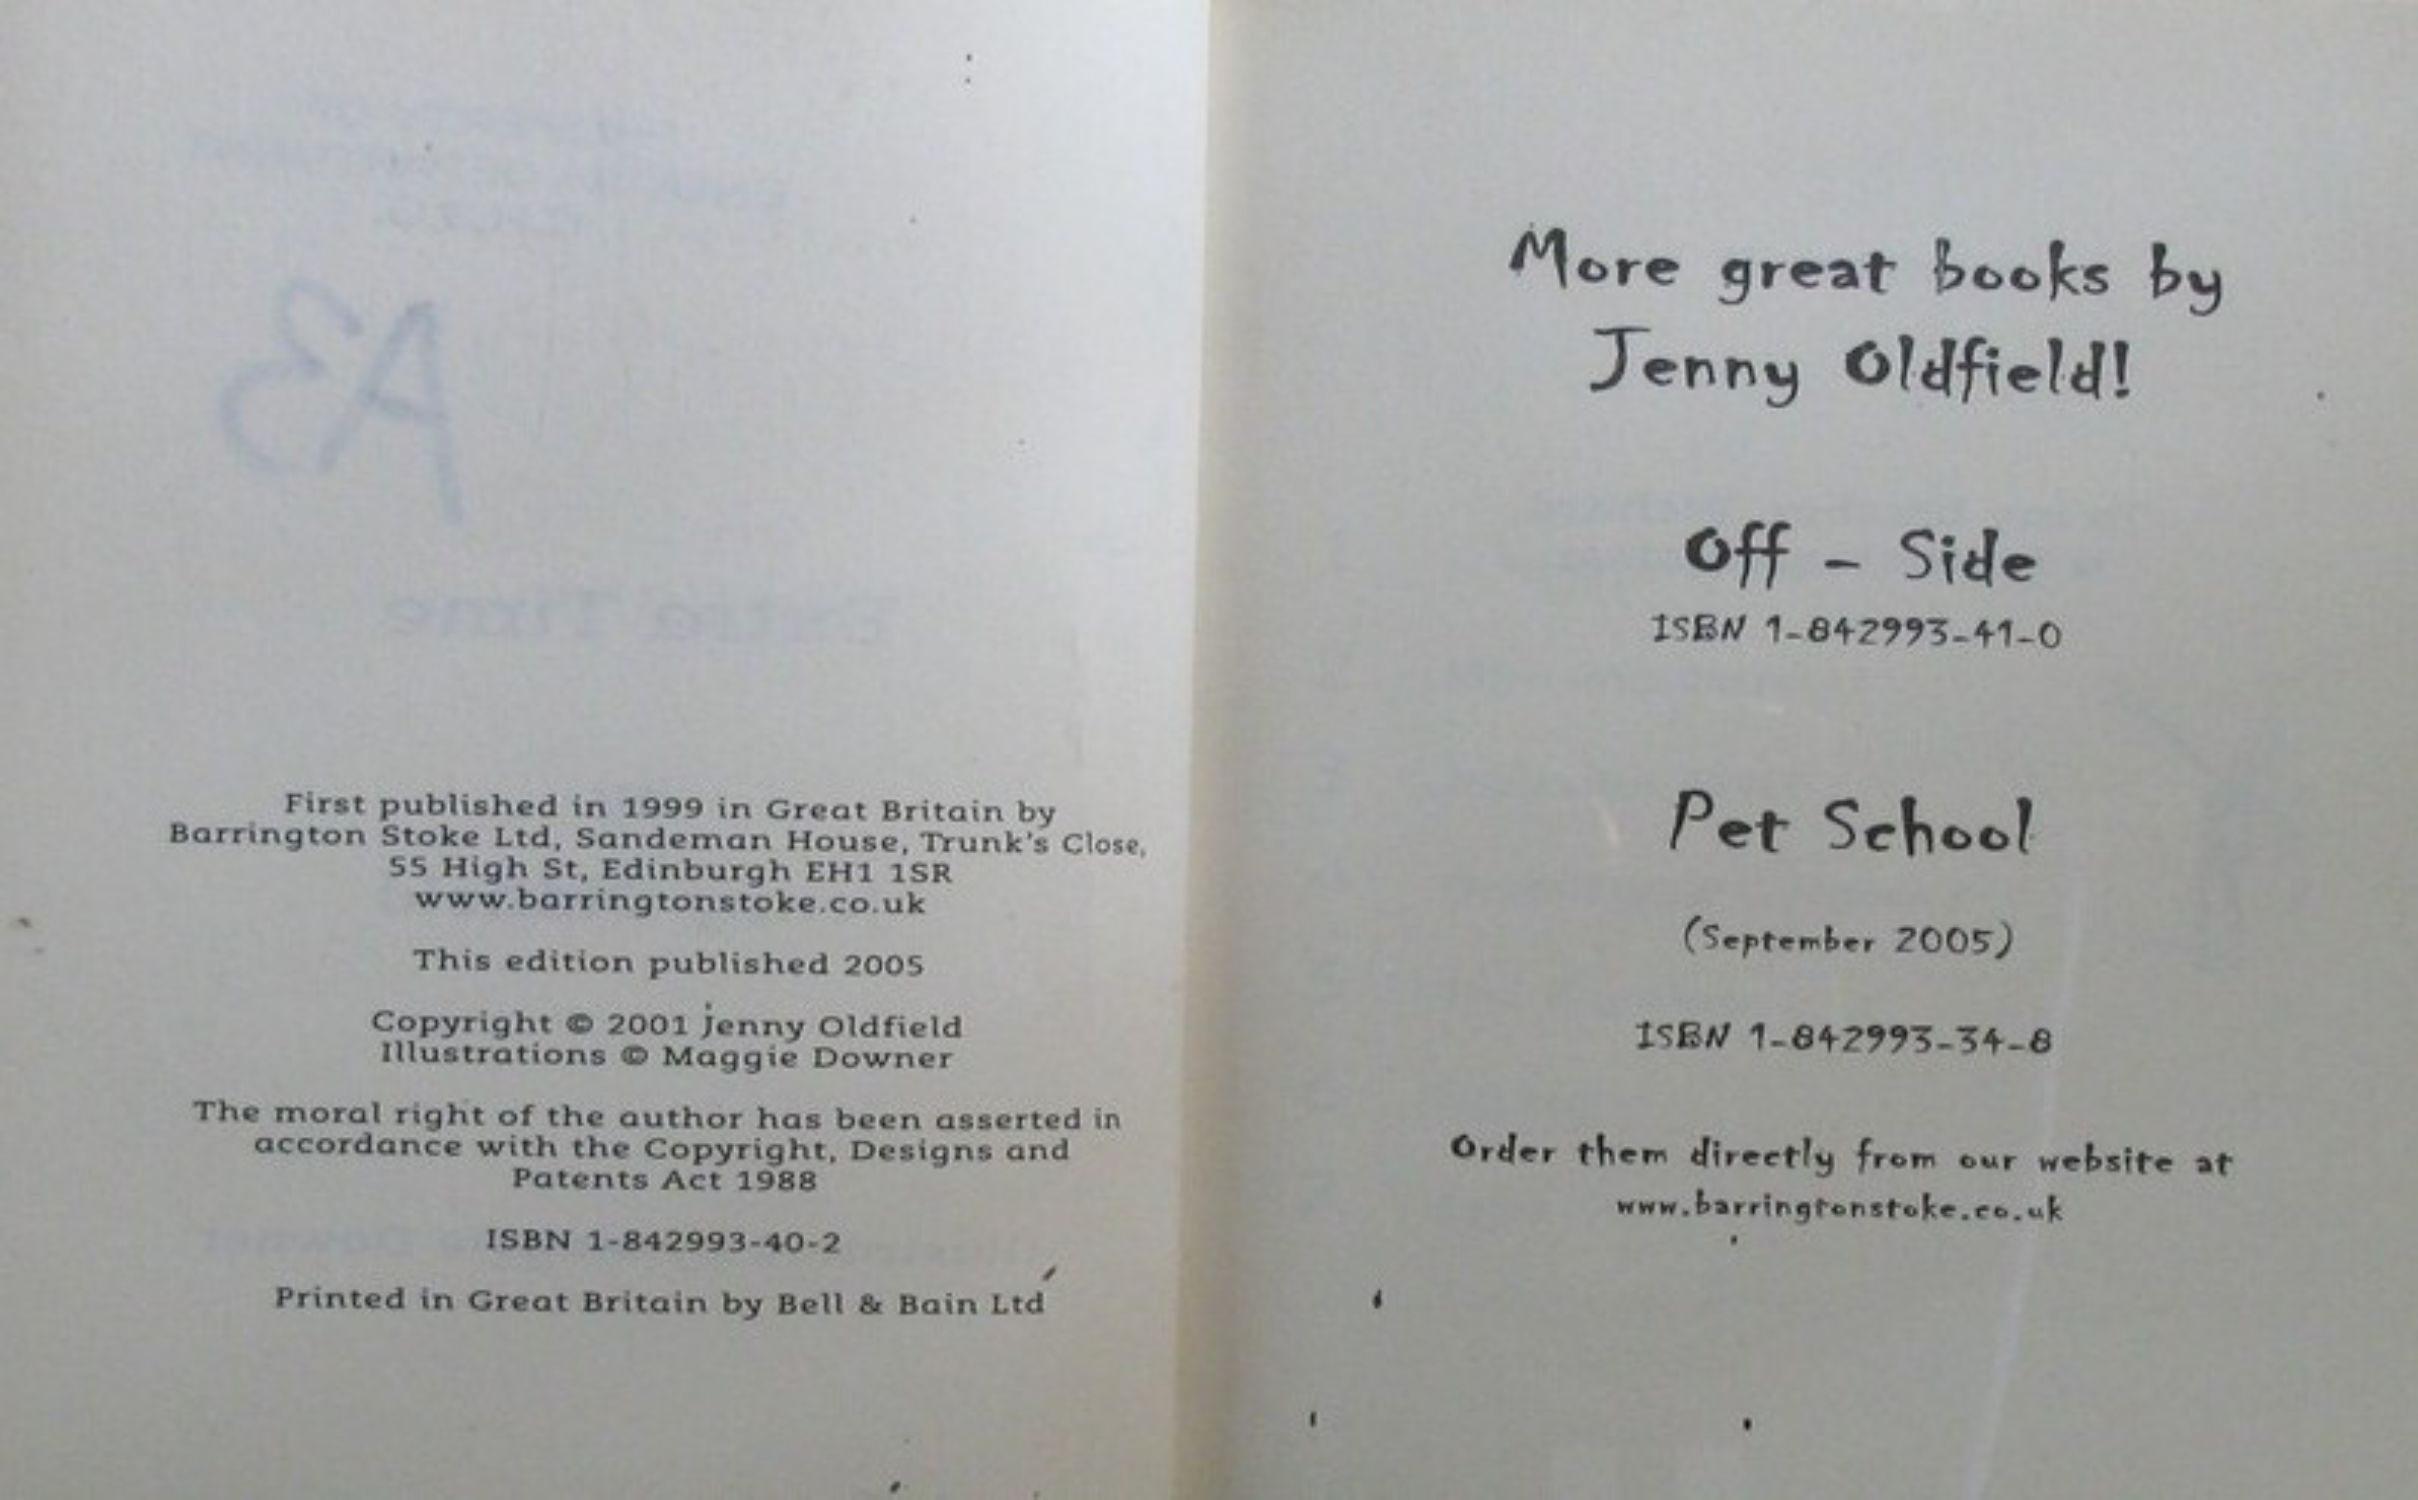 First published in 1999 in Great Britain by
Barrington Stoke Ltd, Sandeman House, Trunk's Close,
55 High St, Edinburgh EH1 1SR
www.barringtonstoke.co.uk
This edition published 2005
Copyright © 2001 Jenny Oldfield
Illustrations © Maggie Downer
The moral right of the author has been asserted in
accordance with the Copyright, Designs and
Patents Act 1988
ISBN 1-842993-40-2
Printed in Great Britain by Bell & Bain Ltd
More great books by
Jenny Oldfield!
Off - Side
ISBN 1-842993-41-0
Pet School
(September 2005)
ISBN 1-842993-34-8
Order them directly from our website at
www.barringtonstoke.co.uk